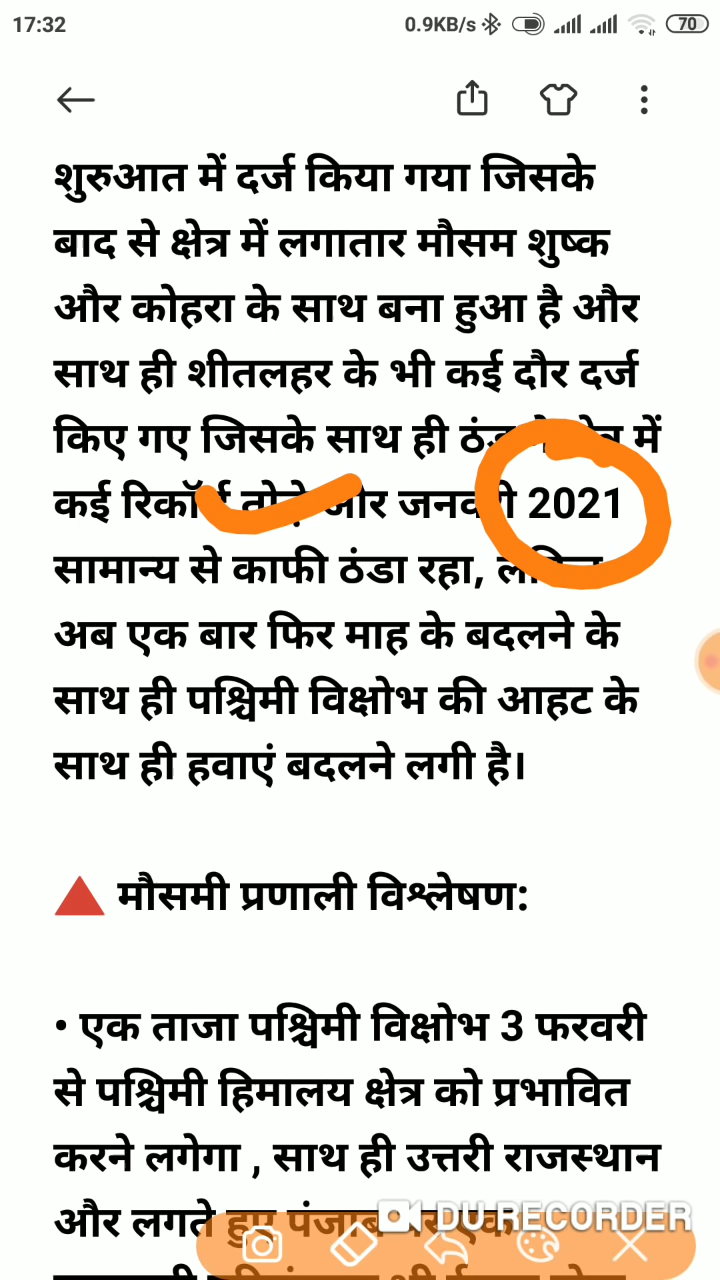 17:32 0.9KB/s 70
शुरुआत में दर्ज किया गया जिसके
बाद से क्षेत्र में लगातार मौसम शुष्क
और कोहरा के साथ बना हुआ है और
साथ ही शीतलहर के भी कई दौर दर्ज
किए गए जिसके साथ ही में
कई रिकॉर्ड तोड़े और जनवरी 2021
सामान्य से काफी ठंडा रहा, लेकिन
अब एक बार फिर माह के बदलने के
साथ ही पश्चिमी विक्षोभ की आहट के
साथ ही हवाएं बदलने लगी है।
मौसमी प्रणाली विश्लेषण:
• एक ताजा पश्चिमी विक्षोभ 3 फरवरी
से पश्चिमी हिमालय क्षेत्र को प्रभावित
करने लगेगा , साथ ही उत्तरी राजस्थान
और लगते हुए पंजाब
DU RECORDER